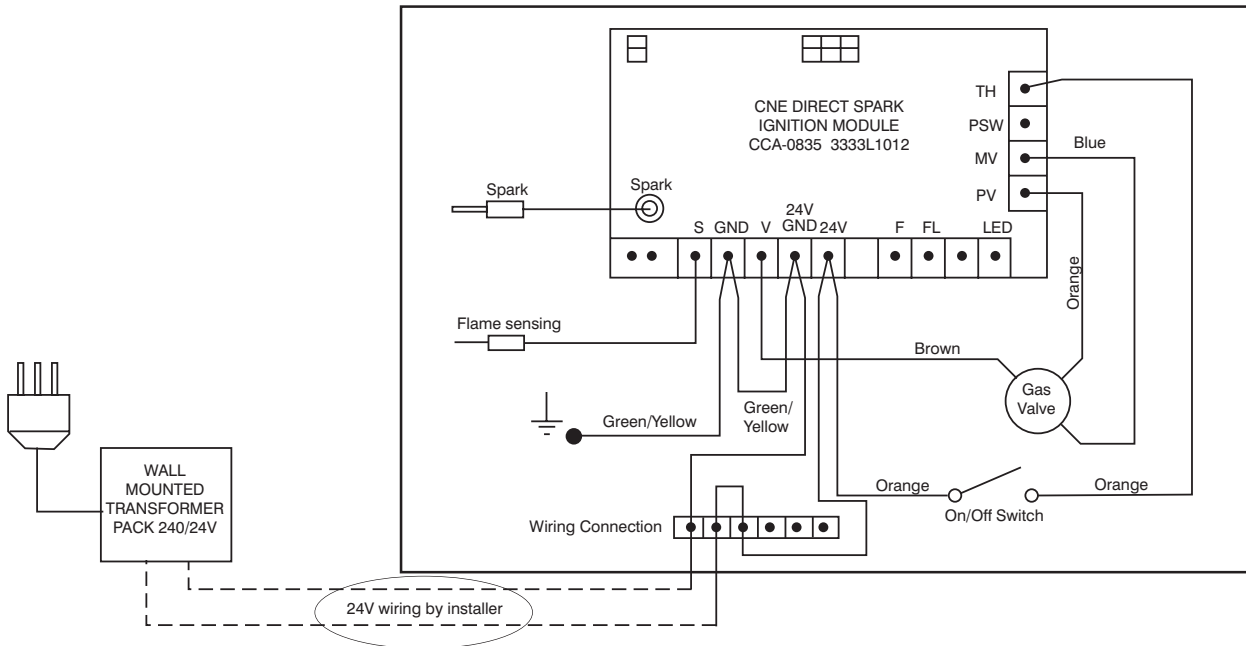 CNE DIRECT SPARK
IGNITION MODULE
CCA-0835 3333L1012
TH
PSW
MV
PV
Blue
Spark
Spark
S GND V 24V GND 24V F FL LED
Orange
Flame sensing
Brown
Gas
Valve
Green/Yellow
Green/
Yellow
WALL
MOUNTED
TRANSFORMER
PACK 240/24V
Orange
Orange
On/Off Switch
Wiring Connection
24V wiring by installer